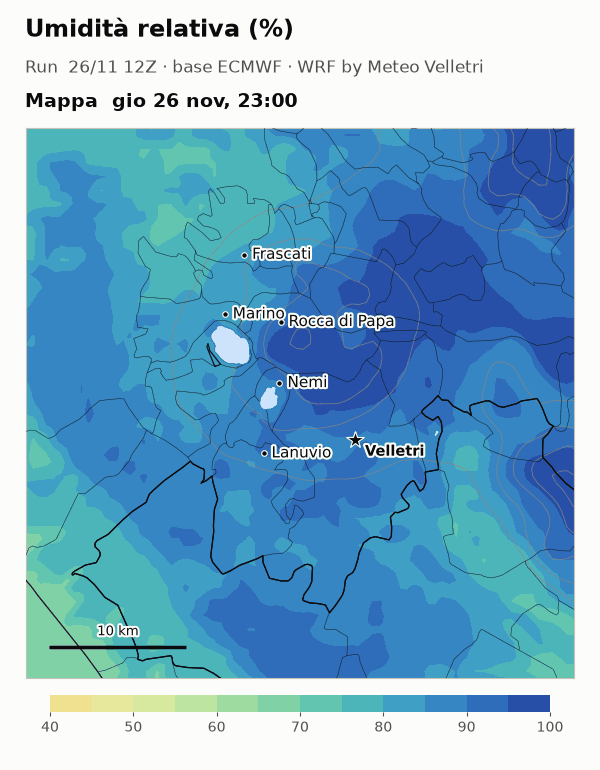 Umidità relativa (%)
Run  26/11 12Z · base ECMWF · WRF by Meteo Velletri
Mappa  gio 26 nov, 23:00
Frascati
Marino
Rocca di Papa
Nemi
Velletri
Lanuvio
10 km
40 50 60 70 80 90 100